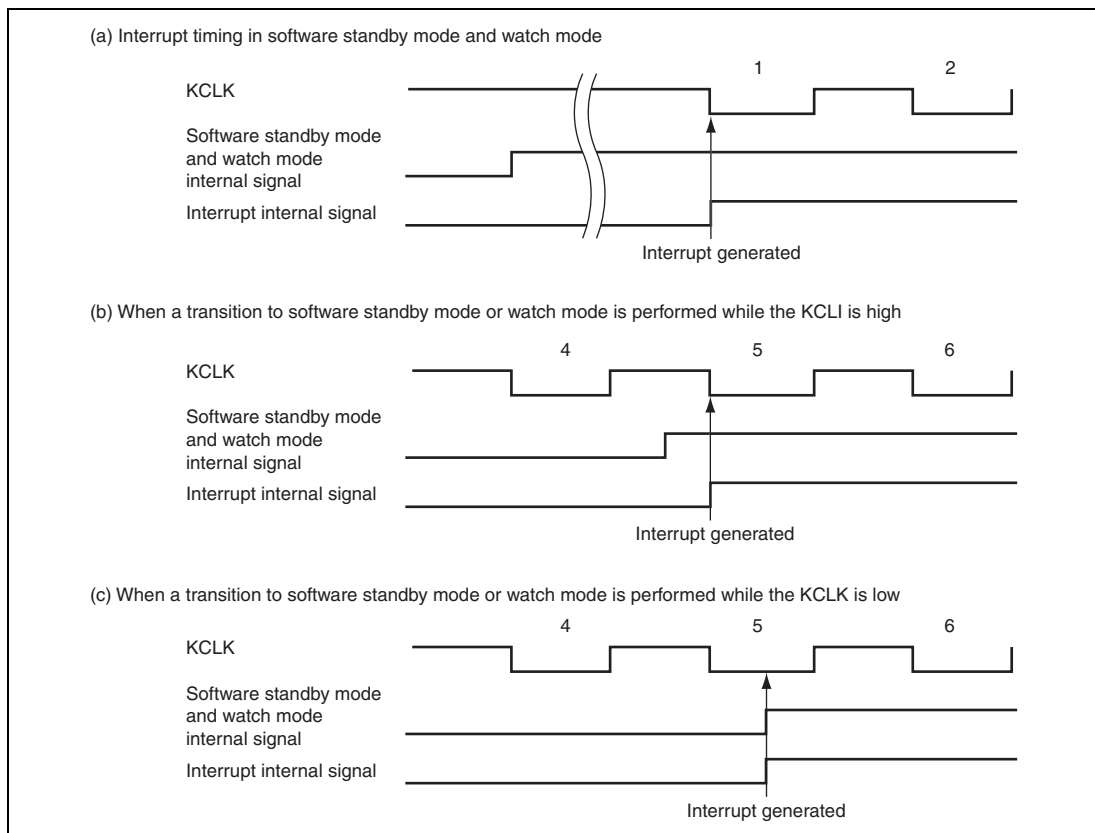 (a) Interrupt timing in software standby mode and watch mode
1 2
KCLK
Software standby mode
and watch mode
internal signal
Interrupt internal signal
Interrupt generated
(b) When a transition to software standby mode or watch mode is performed while the KCLI is high
4 5 6
KCLK
Software standby mode
and watch mode
internal signal
Interrupt internal signal
Interrupt generated
(c) When a transition to software standby mode or watch mode is performed while the KCLK is low
4 5 6
KCLK
Software standby mode
and watch mode
internal signal
Interrupt internal signal
Interrupt generated